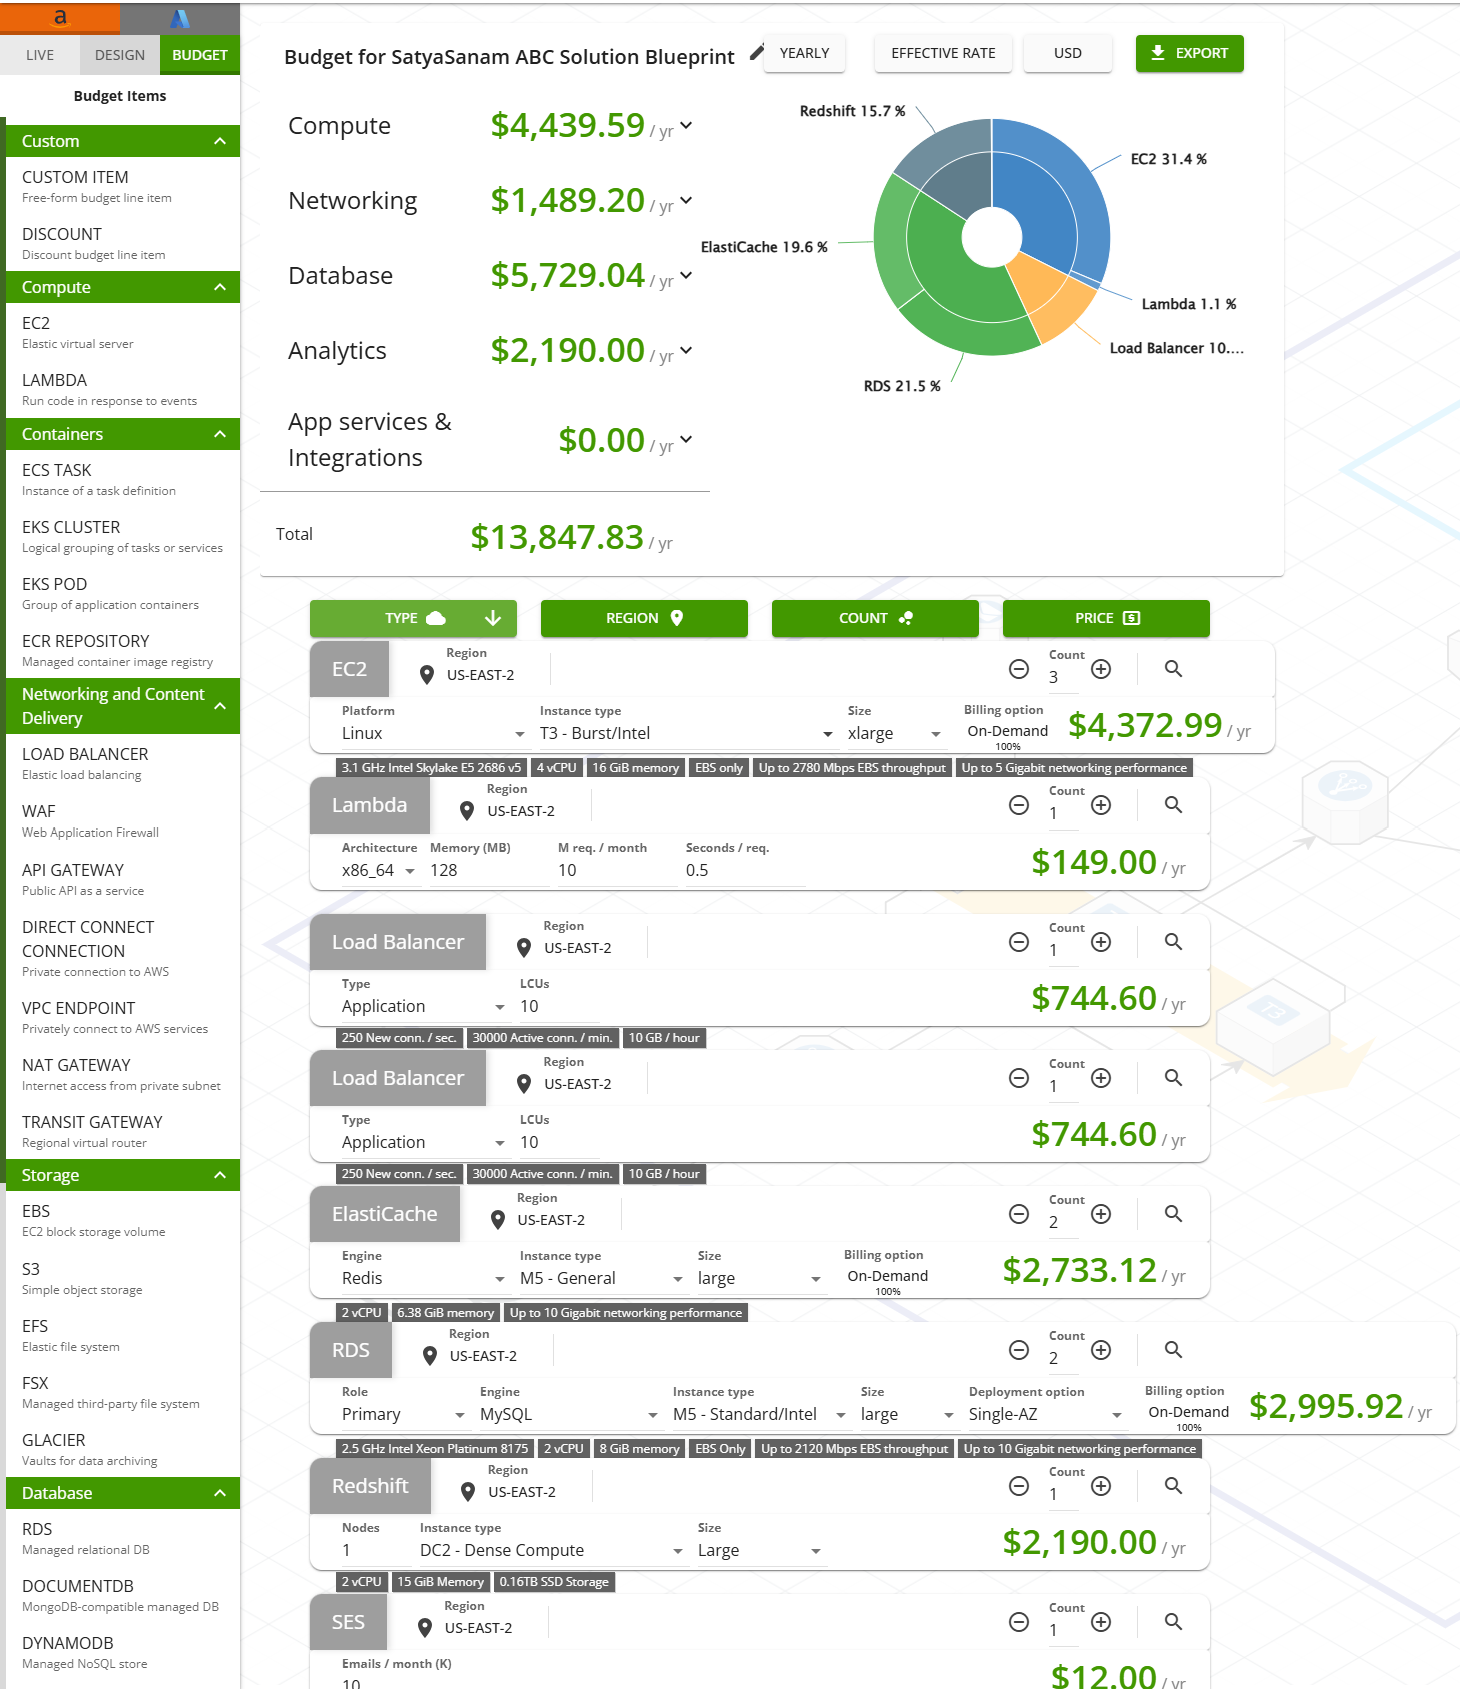 LIVE
DESIGN
BUDGET
Budget Items
Custom
CUSTOM ITEM
Free-form budget line item
DISCOUNT
Discount budget line item
Compute
EC2
Elastic virtual server
LAMBDA
Run code in response to events
Containers
ECS TASK
Instance of a task definition
EKS CLUSTER
Logical grouping of tasks or services
EKS POD
Group of application containers
ECR REPOSITORY
Managed container image registry
Networking and Content
Delivery
LOAD BALANCER
Elastic load balancing
WAF
Web Application Firewall
API GATEWAY
Public API as a service
DIRECT CONNECT
CONNECTION
Private connection to AWS
VPC ENDPOINT
Privately connect to AWS services
NAT GATEWAY
Internet access from private subnet
TRANSIT GATEWAY
Regional virtual router
Storage
EBS
EC2 block storage volume
S3
Simple object storage
EFS
Elastic file system
FSX
Managed third-party file system
GLACIER
Vaults for data archiving
Database
RDS
Managed relational DB
DOCUMENTDB
MongoDB-compatible managed DB
DYNAMODB
Managed NoSQL store
Budget for SatyaSanam ABC Solution Blueprint
YEARLY
EFFECTIVE RATE
USD
EXPORT
Compute $4,439.59 / yr
Networking $1,489.20 / yr
Database $5,729.04 / yr
Analytics $2,190.00 / yr
App services &
Integrations
$0.00 / yr
Total $13,847.83 / yr
Redshift 15.7 %
EC2 31.4 %
ElastiCache 19.6 %
Lambda 1.1 %
Load Balancer 10....
RDS 21.5 %
TYPE
REGION
COUNT
PRICE
EC2
Region
US-EAST-2
Count
3
Platform Instance type Size Billing option
Linux T3 - Burst/Intel xlarge On-Demand
100%
$4,372.99 / yr
3.1 GHz Intel Skylake E5 2686 v5 4 vCPU 16 GiB memory EBS only Up to 2780 Mbps EBS throughput Up to 5 Gigabit networking performance
Lambda
Region
US-EAST-2
Count
1
Architecture Memory (MB) M req. / month Seconds / req.
x86_64 128 10 0.5
$149.00 / yr
Load Balancer
Region
US-EAST-2
Count
1
Type LCUs
Application 10
$744.60 / yr
250 New conn. / sec. 30000 Active conn. / min. 10 GB / hour
Load Balancer
Region
US-EAST-2
Count
1
Type LCUs
Application 10
$744.60 / yr
250 New conn. / sec. 30000 Active conn. / min. 10 GB / hour
ElastiCache
Region
US-EAST-2
Count
2
Engine Instance type Size Billing option
Redis M5 - General large On-Demand
100%
$2,733.12 / yr
2 vCPU 6.38 GiB memory Up to 10 Gigabit networking performance
RDS
Region
US-EAST-2
Count
2
Role Engine Instance type Size Deployment option Billing option
Primary MySQL M5 - Standard/Intel large Single-AZ On-Demand
100%
$2,995.92 / yr
2.5 GHz Intel Xeon Platinum 8175 2 vCPU 8 GiB memory EBS Only Up to 2120 Mbps EBS throughput Up to 10 Gigabit networking performance
Redshift
Region
US-EAST-2
Count
1
Nodes Instance type Size
1 DC2 - Dense Compute Large
$2,190.00 / yr
2 vCPU 15 GiB Memory 0.16TB SSD Storage
SES
Region
US-EAST-2
Count
1
Emails / month (K)
10
$12.00 / yr